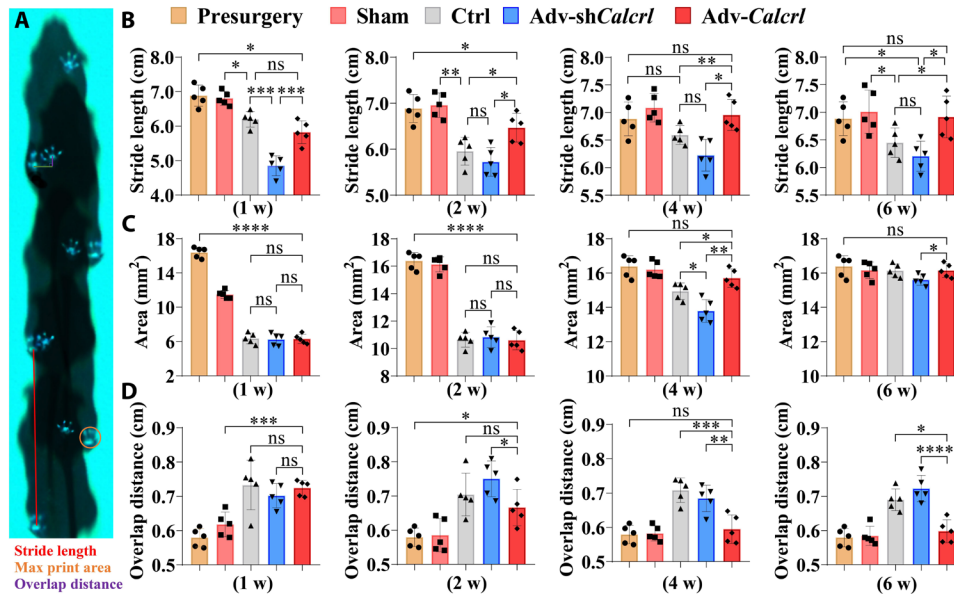 A
Presurgery Sham Ctrl Adv-shCalcrl Adv-Calcrl
B
Stride length (cm)
8.0
7.0
6.0
5.0
4.0
*
*
ns
***
***
(1 w)
Stride length (cm)
8.0
7.0
6.0
5.0
*
**
*
*
ns
(2 w)
Stride length (cm)
8.0
7.5
7.0
6.5
6.0
5.5
ns
**
ns
*
ns
(4 w)
Stride length (cm)
8.0
7.5
7.0
6.5
6.0
5.5
ns
*
*
*
*
ns
(6 w)
C
Area (mm2)
18
14
10
6
2
****
ns
ns
ns
(1 w)
Area (mm2)
18
16
14
12
10
8
****
ns
ns
ns
(2 w)
Area (mm2)
18
16
14
12
10
ns
*
**
*
(4 w)
Area (mm2)
18
16
14
12
10
ns
*
(6 w)
D
Overlap distance (cm)
0.9
0.8
0.7
0.6
0.5
***
ns
ns
(1 w)
Overlap distance (cm)
0.9
0.8
0.7
0.6
0.5
*
ns
*
(2 w)
Overlap distance (cm)
0.9
0.8
0.7
0.6
0.5
ns
***
**
(4 w)
Overlap distance (cm)
0.9
0.8
0.7
0.6
0.5
*
****
(6 w)
Stride length
Max print area
Overlap distance